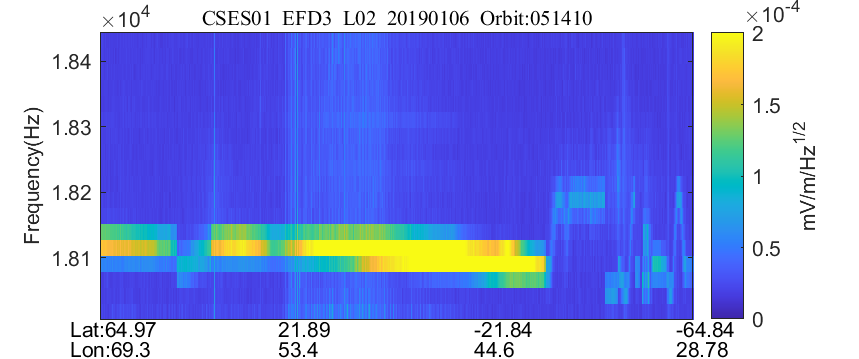 ×10⁴ CSES01 EFD3 L02 20190106 Orbit:051410 ×10⁻⁴
Frequency(Hz)
1.84
1.83
1.82
1.81
2
1.5
1
0.5
0
mV/m/Hz^1/2
Lat:64.97 21.89 -21.84 -64.84
Lon:69.3 53.4 44.6 28.78